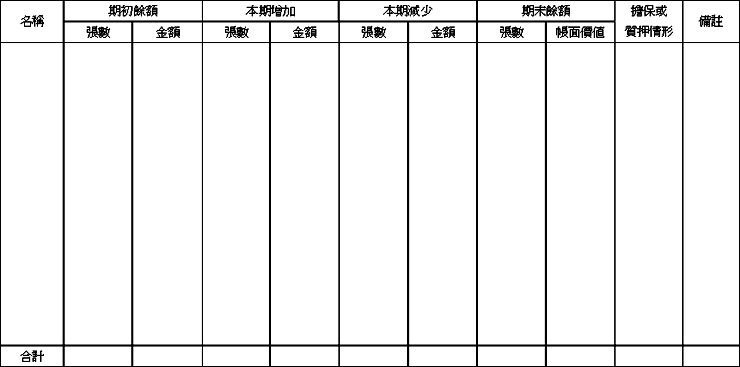 名稱 期初餘額 本期增加 本期減少 期末餘額 擔保或質押情形 備註
張數 金額 張數 金額 張數 金額 張數 帳面價值
合計